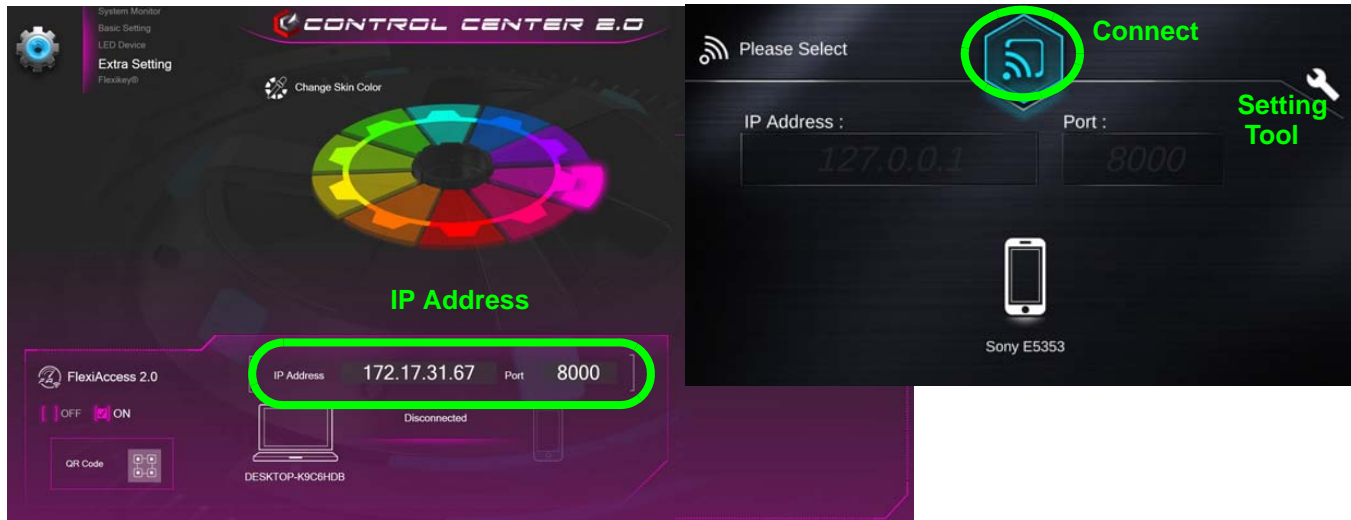 System Monitor
Basic Setting
LED Device
Extra Setting
Flexikey®
CONTROL CENTER 2.0
Change Skin Color
IP Address
FlexiAccess 2.0
OFF ON
QR Code
IP Address 172.17.31.67 Port 8000
Disconnected
DESKTOP-K9C6HDB
Please Select
Connect
Setting
Tool
IP Address : Port :
127.0.0.1 8000
Sony E5353